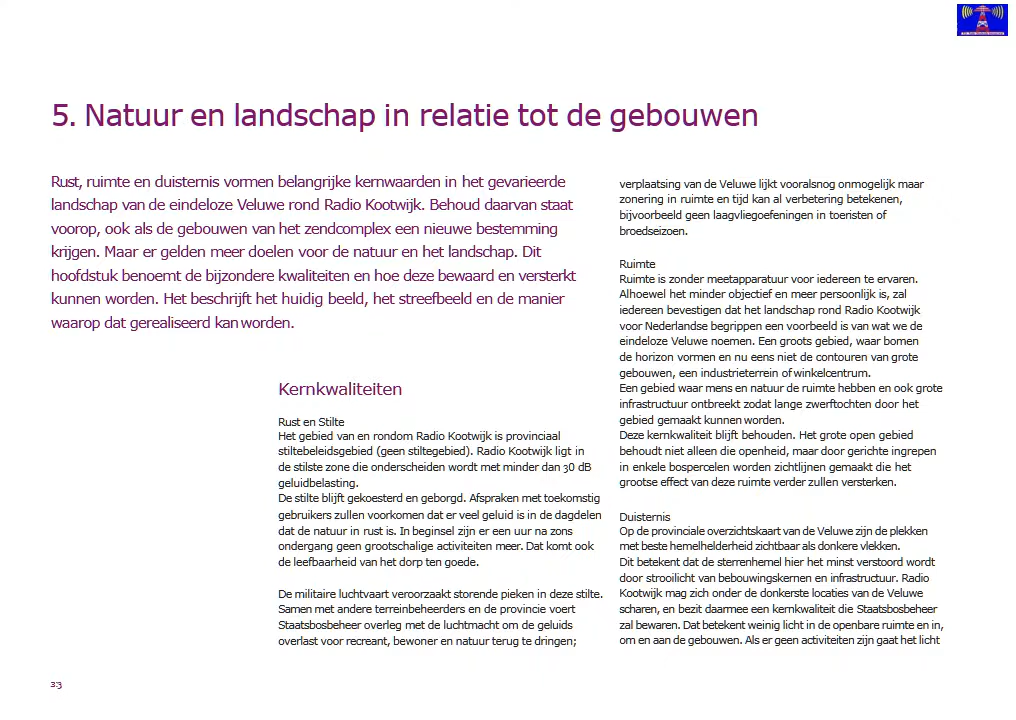 5. Natuur en landschap in relatie tot de gebouwen
Rust, ruimte en duisternis vormen belangrijke kernwaarden in het gevarieerde
landschap van de eindeloze Veluwe rond Radio Kootwijk. Behoud daarvan staat
voorop, ook als de gebouwen van het zendcomplex een nieuwe bestemming
krijgen. Maar er gelden meer doelen voor de natuur en het landschap. Dit
hoofdstuk benoemt de bijzondere kwaliteiten en hoe deze bewaard en versterkt
kunnen worden. Het beschrijft het huidig beeld, het streefbeeld en de manier
waarop dat gerealiseerd kan worden.
Kernkwaliteiten
Rust en Stilte
Het gebied van en rondom Radio Kootwijk is provinciaal
stiltebeleidsgebied (geen stiltegebied). Radio Kootwijk ligt in
de stilste zone die onderscheiden wordt met minder dan 30 dB
geluidbelasting.
De stilte blijft gekoesterd en geborgd. Afspraken met toekomstig
gebruikers zullen voorkomen dat er veel geluid is in de dagdelen
dat de natuur in rust is. In beginsel zijn er een uur na zons
ondergang geen grootschalige activiteiten meer. Dat komt ook
de leefbaarheid van het dorp ten goede.
De militaire luchtvaart veroorzaakt storende pieken in deze stilte.
Samen met andere terreinbeheerders en de provincie voert
Staatsbosbeheer overleg met de luchtmacht om de geluids
overlast voor recreant, bewoner en natuur terug te dringen;
verplaatsing van de Veluwe lijkt vooralsnog onmogelijk maar
zonering in ruimte en tijd kan al verbetering betekenen,
bijvoorbeeld geen laagvliegoefeningen in toeristen of
broedseizoen.
Ruimte
Ruimte is zonder meetapparatuur voor iedereen te ervaren.
Alhoewel het minder objectief en meer persoonlijk is, zal
iedereen bevestigen dat het landschap rond Radio Kootwijk
voor Nederlandse begrippen een voorbeeld is van wat we de
eindeloze Veluwe noemen. Een groots gebied, waar bomen
de horizon vormen en nu eens niet de contouren van grote
gebouwen, een industrieterrein of winkelcentrum.
Een gebied waar mens en natuur de ruimte hebben en ook grote
infrastructuur ontbreekt zodat lange zwerftochten door het
gebied gemaakt kunnen worden.
Deze kernkwaliteit blijft behouden. Het grote open gebied
behoudt niet alleen die openheid, maar door gerichte ingrepen
in enkele bospercelen worden zichtlijnen gemaakt die het
grootse effect van deze ruimte verder zullen versterken.
Duisternis
Op de provinciale overzichtskaart van de Veluwe zijn de plekken
met beste hemelhelderheid zichtbaar als donkere vlekken.
Dit betekent dat de sterrenhemel hier het minst verstoord wordt
door strooilicht van bebouwingskernen en infrastructuur. Radio
Kootwijk mag zich onder de donkerste locaties van de Veluwe
scharen, en bezit daarmee een kernkwaliteit die Staatsbosbeheer
zal bewaren. Dat betekent weinig licht in de openbare ruimte en in,
om en aan de gebouwen. Als er geen activiteiten zijn gaat het licht